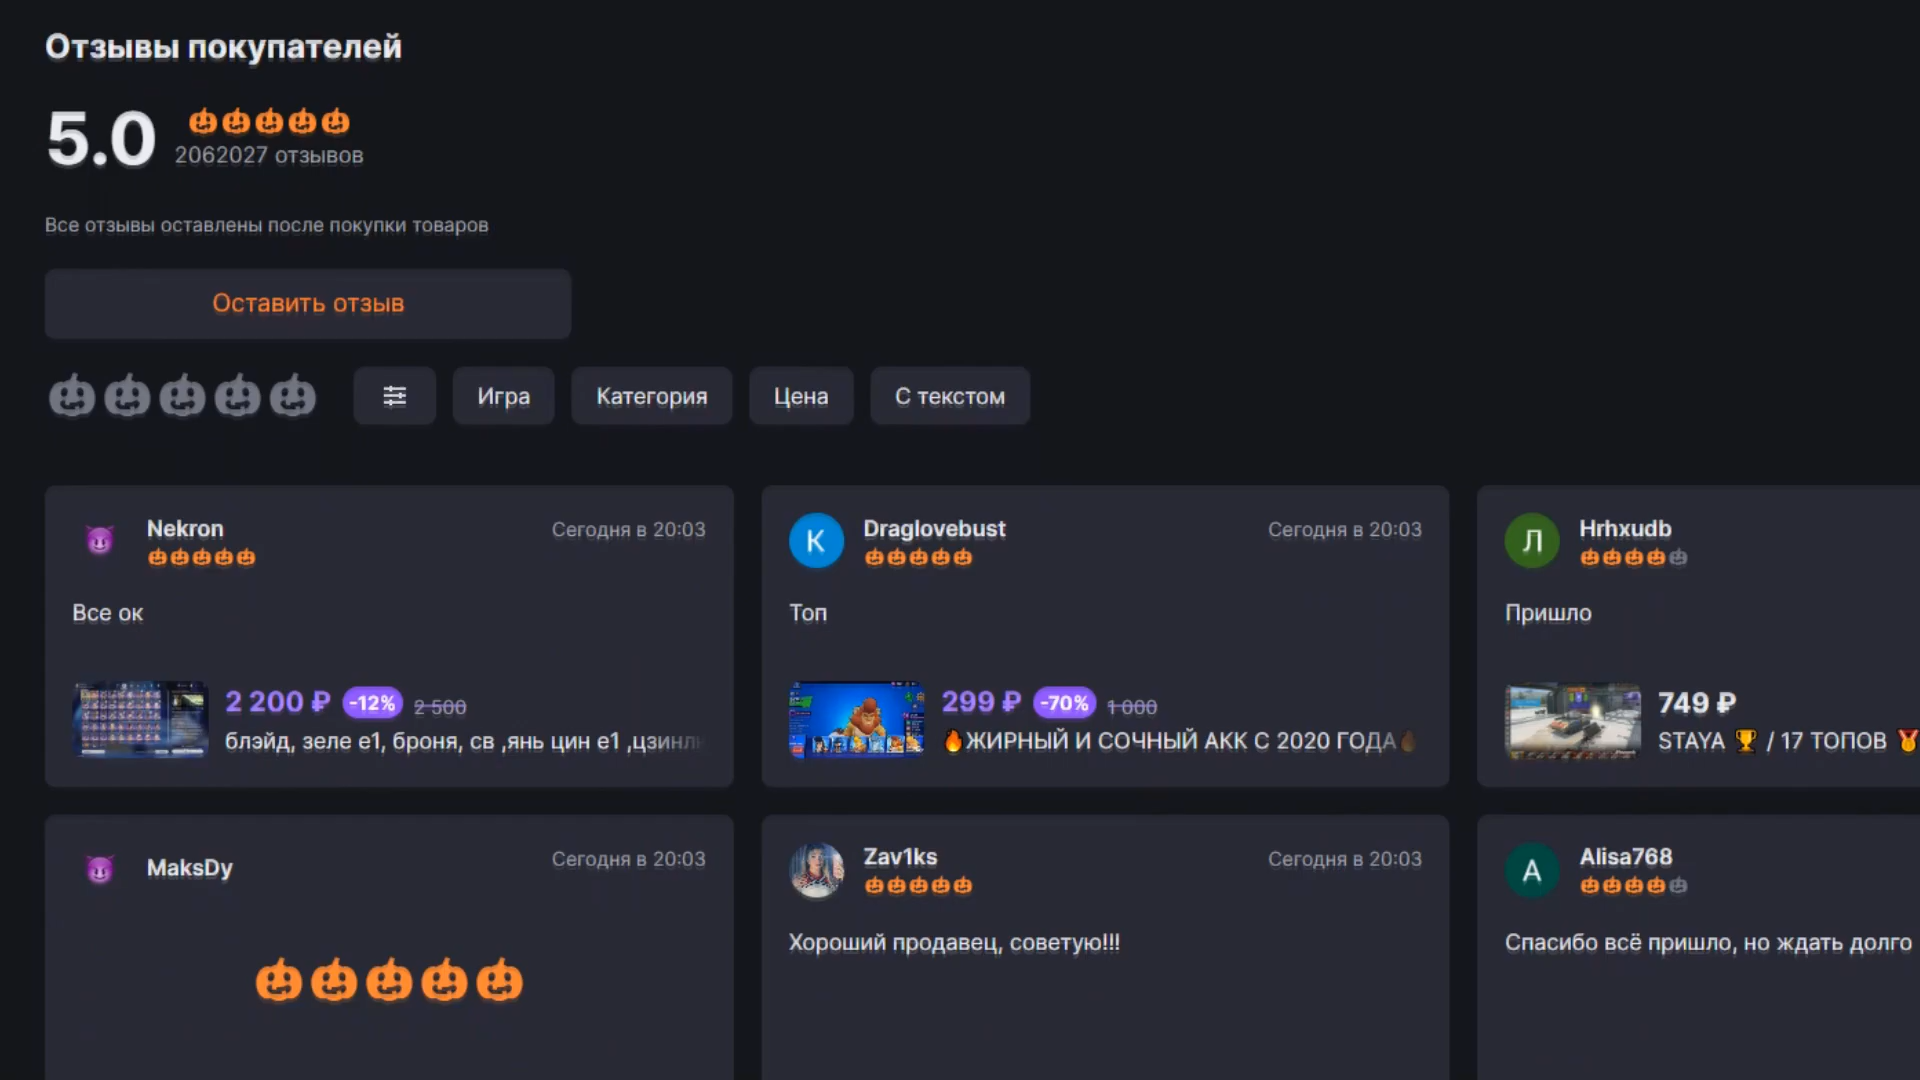 Отзывы покупателей
5.0
2062027 отзывов
Все отзывы оставлены после покупки товаров
Оставить отзыв
Игра
Категория
Цена
С текстом
Nekron
Сегодня в 20:03
Все ок
2 200 ₽ -12% 2 500
блэйд, зеле е1, броня, св ,янь цин е1 ,цзинли
K
Draglovebust
Сегодня в 20:03
Топ
299 ₽ -70% 1 000
🔥ЖИРНЫЙ И СОЧНЫЙ АКК С 2020 ГОДА🔥
Л
Hrhxudb
Пришло
749 ₽
STAYA 🏆 / 17 ТОПОВ 🏅
MaksDy
Сегодня в 20:03
Zav1ks
Сегодня в 20:03
Хороший продавец, советую!!!
A
Alisa768
Спасибо всё пришло, но ждать долго